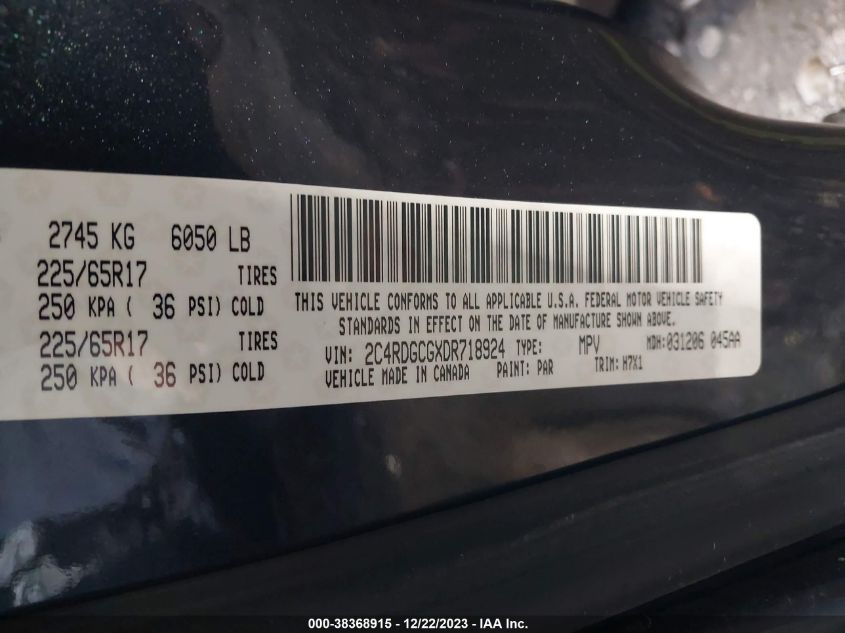 2745 KG 6050 LB
225/65R17 TIRES
250 KPA ( 36 PSI) COLD
225/65R17 TIRES
250 KPA ( 36 PSI) COLD
THIS VEHICLE CONFORMS TO ALL APPLICABLE U.S.A. FEDERAL MOTOR VEHICLE SAFETY
STANDARDS IN EFFECT ON THE DATE OF MANUFACTURE SHOWN ABOVE.
VIN: 2C4RDGCGXDR718924 TYPE: MPV MDH:031206 045AA
VEHICLE MADE IN CANADA PAINT: PAR TRIM: H7X1
000-38368915 • 12/22/2023 • IAA Inc.